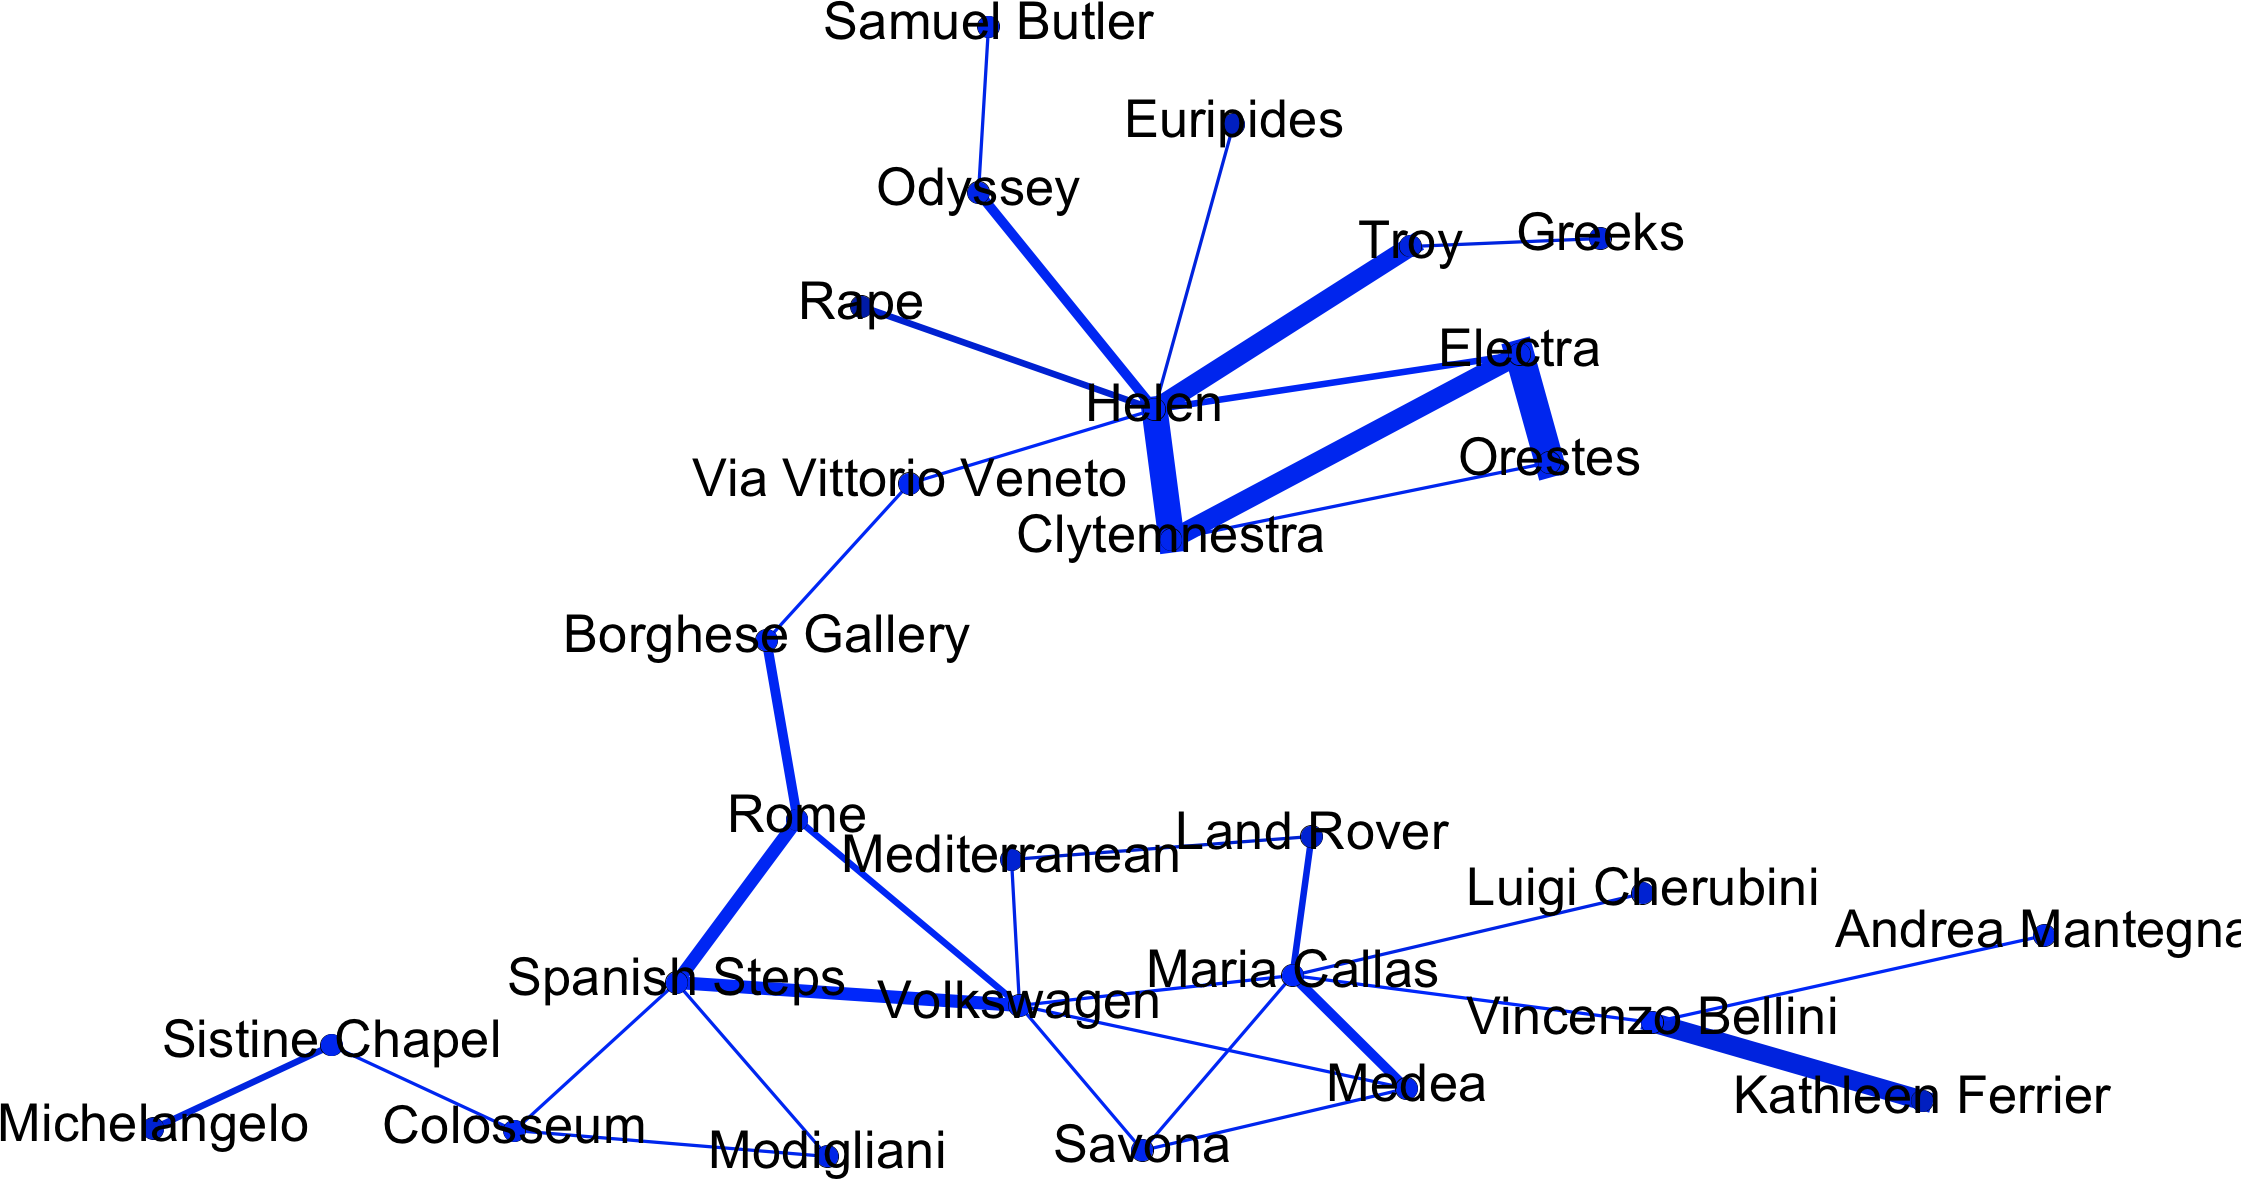 Samuel Butler
Euripides
Odyssey
Troy
Greeks
Rape
Electra
Helen
Orestes
Via Vittorio Veneto
Clytemnestra
Borghese Gallery
Rome
Mediterranean
Land Rover
Luigi Cherubini
Andrea Mantegna
Spanish Steps
Volkswagen
Maria Callas
Vincenzo Bellini
Sistine Chapel
Medea
Kathleen Ferrier
Michelangelo
Colosseum
Modigliani
Savona